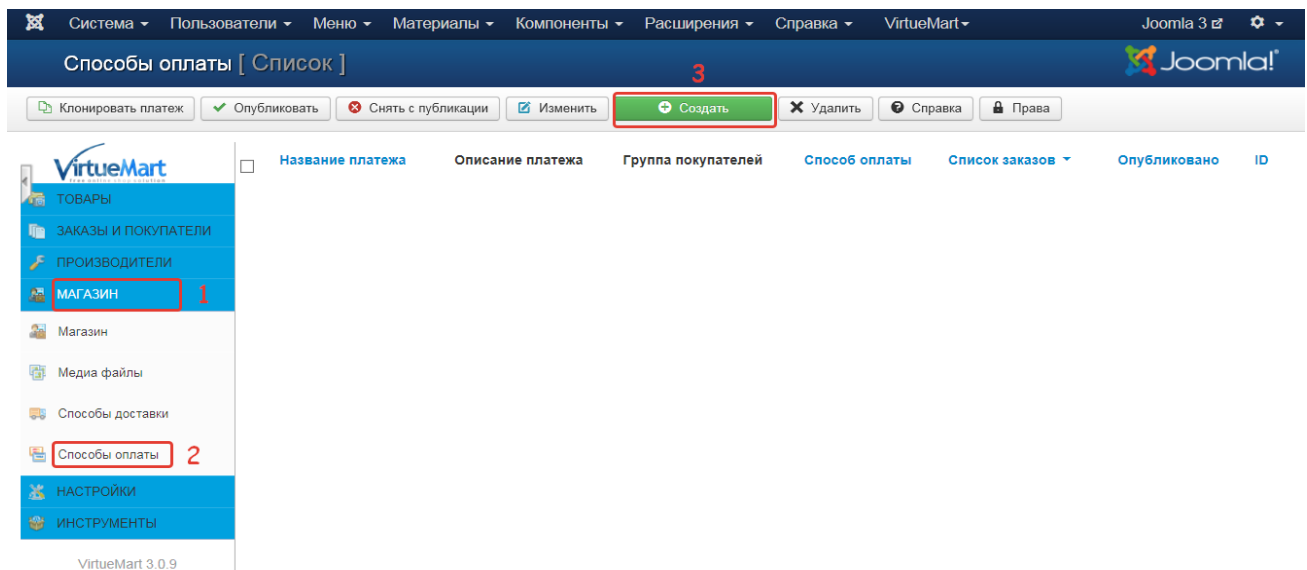 Система Пользователи Меню Материалы Компоненты Расширения Справка VirtueMart Joomla 3
Способы оплаты [ Список ] Joomla!
3
Клонировать платеж Опубликовать Снять с публикации Изменить Создать Удалить Справка Права
VirtueMart
Название платежа Описание платежа Группа покупателей Способ оплаты Список заказов Опубликовано ID
ТОВАРЫ
ЗАКАЗЫ И ПОКУПАТЕЛИ
ПРОИЗВОДИТЕЛИ
МАГАЗИН 1
Магазин
Медиа файлы
Способы доставки
Способы оплаты 2
НАСТРОЙКИ
ИНСТРУМЕНТЫ
VirtueMart 3.0.9